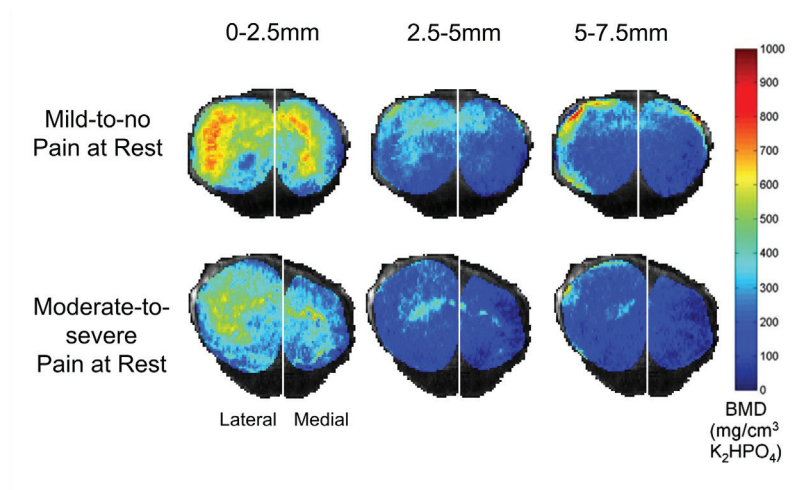 0-2.5mm
2.5-5mm
5-7.5mm
Mild-to-no
Pain at Rest
Moderate-to-
severe
Pain at Rest
Lateral
Medial
1000
900
800
700
600
500
400
300
200
100
0
BMD
(mg/cm³
K₂HPO₄)